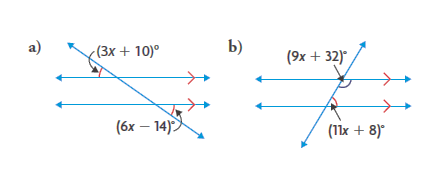 a)
(3x + 10)°
(6x – 14)°
b)
(9x + 32)°
(11x + 8)°